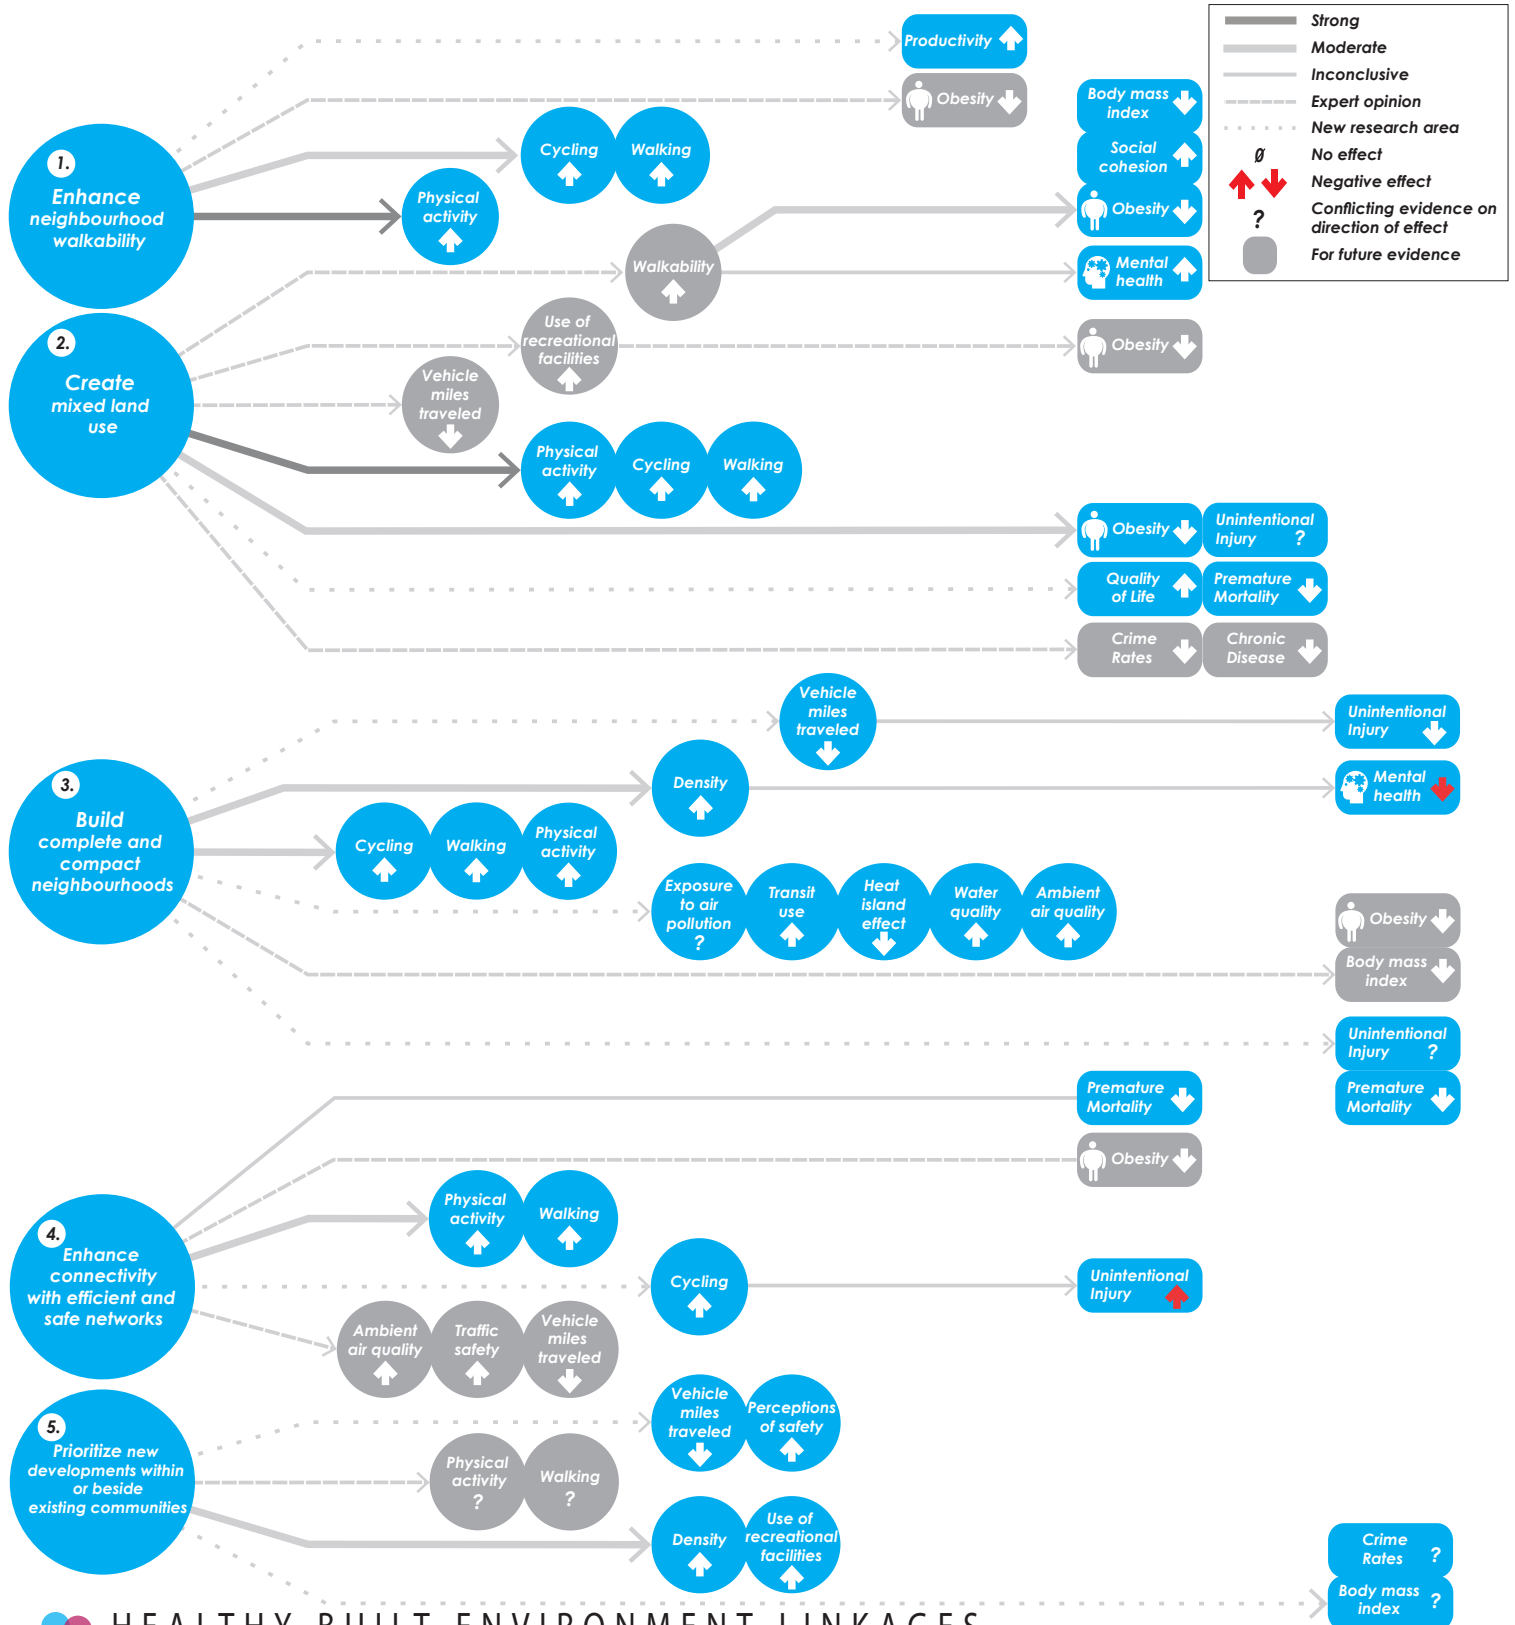 Strong
Moderate
Inconclusive
Expert opinion
New research area
Ø
No effect
Negative effect
?
Conflicting evidence on
direction of effect
For future evidence
1.
Enhance
neighbourhood
walkability
Productivity
Obesity
Cycling
Walking
Physical
activity
2.
Create
mixed land
use
Walkability
Body mass
index
Social
cohesion
Obesity
Mental
health
Use of
recreational
facilities
Obesity
Vehicle
miles
traveled
Physical
activity
Cycling
Walking
Obesity
Unintentional
Injury ?
Quality
of Life
Premature
Mortality
Crime
Rates
Chronic
Disease
3.
Build
complete and
compact
neighbourhoods
Vehicle
miles
traveled
Unintentional
Injury
Density
Mental
health
Cycling
Walking
Physical
activity
Exposure
to air
pollution
?
Transit
use
Heat
island
effect
Water
quality
Ambient
air quality
Obesity
Body mass
index
Unintentional
Injury ?
Premature
Mortality
4.
Enhance
connectivity
with efficient and
safe networks
Premature
Mortality
Obesity
Physical
activity
Walking
Cycling
Unintentional
Injury
Ambient
air quality
Traffic
safety
Vehicle
miles
traveled
5.
Prioritize new
developments within
or beside
existing communities
Vehicle
miles
traveled
Perceptions
of safety
Physical
activity
?
Walking
?
Density
Use of
recreational
facilities
Crime
Rates ?
Body mass
index ?
HEALTHY BUILT ENVIRONMENT LINKAGES